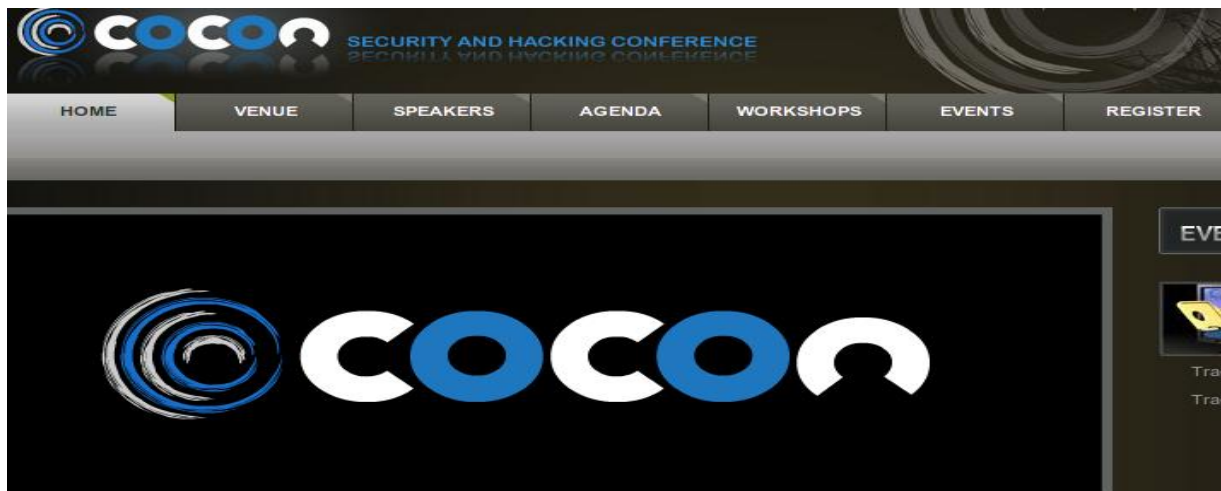 cocon SECURITY AND HACKING CONFERENCE
HOME VENUE SPEAKERS AGENDA WORKSHOPS EVENTS REGISTER
cocon